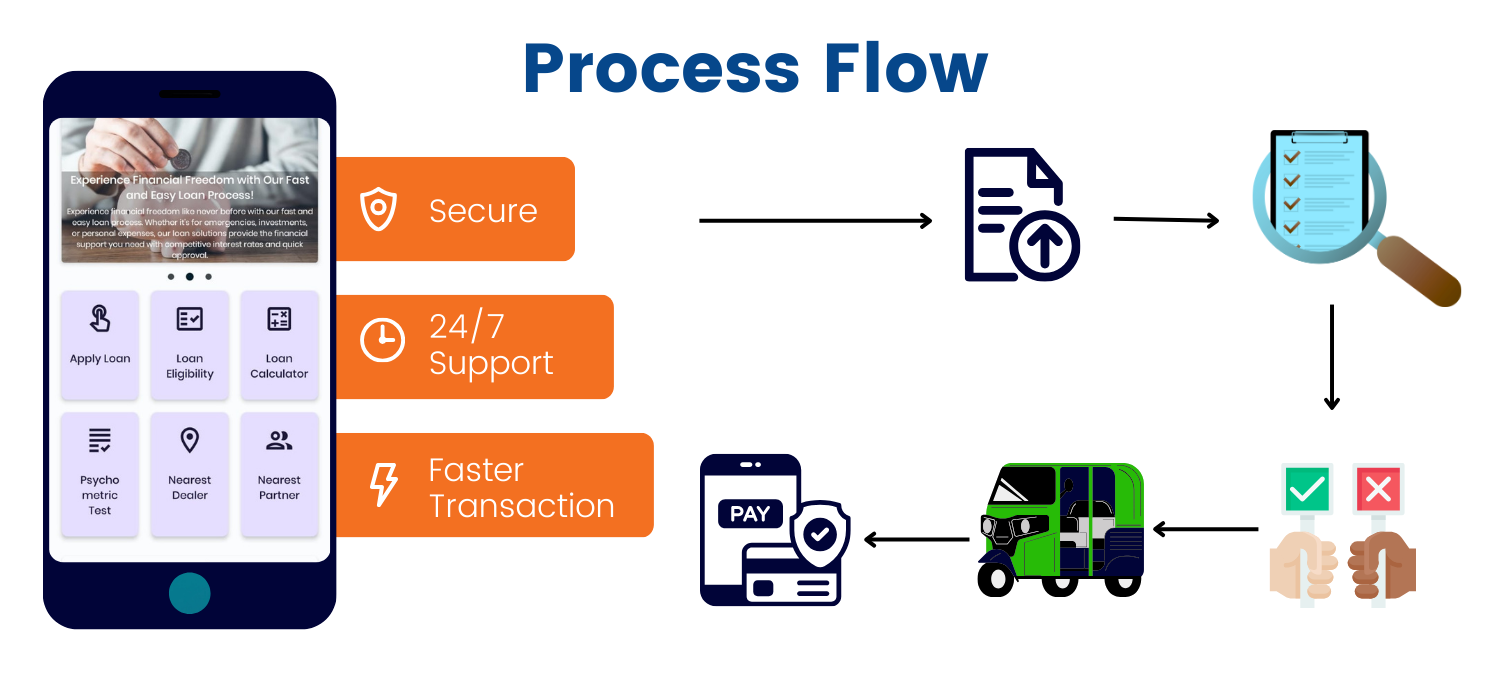 Process Flow
Experience Financial Freedom with Our Fast
and Easy Loan Process!
Experience financial freedom like never before with our fast and
easy loan process. Whether it's for emergencies, investments,
or personal expenses, our loan solutions provide the financial
support you need with competitive interest rates and quick
approval.
Apply Loan
Loan
Eligibility
Loan
Calculator
Psycho
metric
Test
Nearest
Dealer
Nearest
Partner
Secure
24/7
Support
Faster
Transaction
PAY